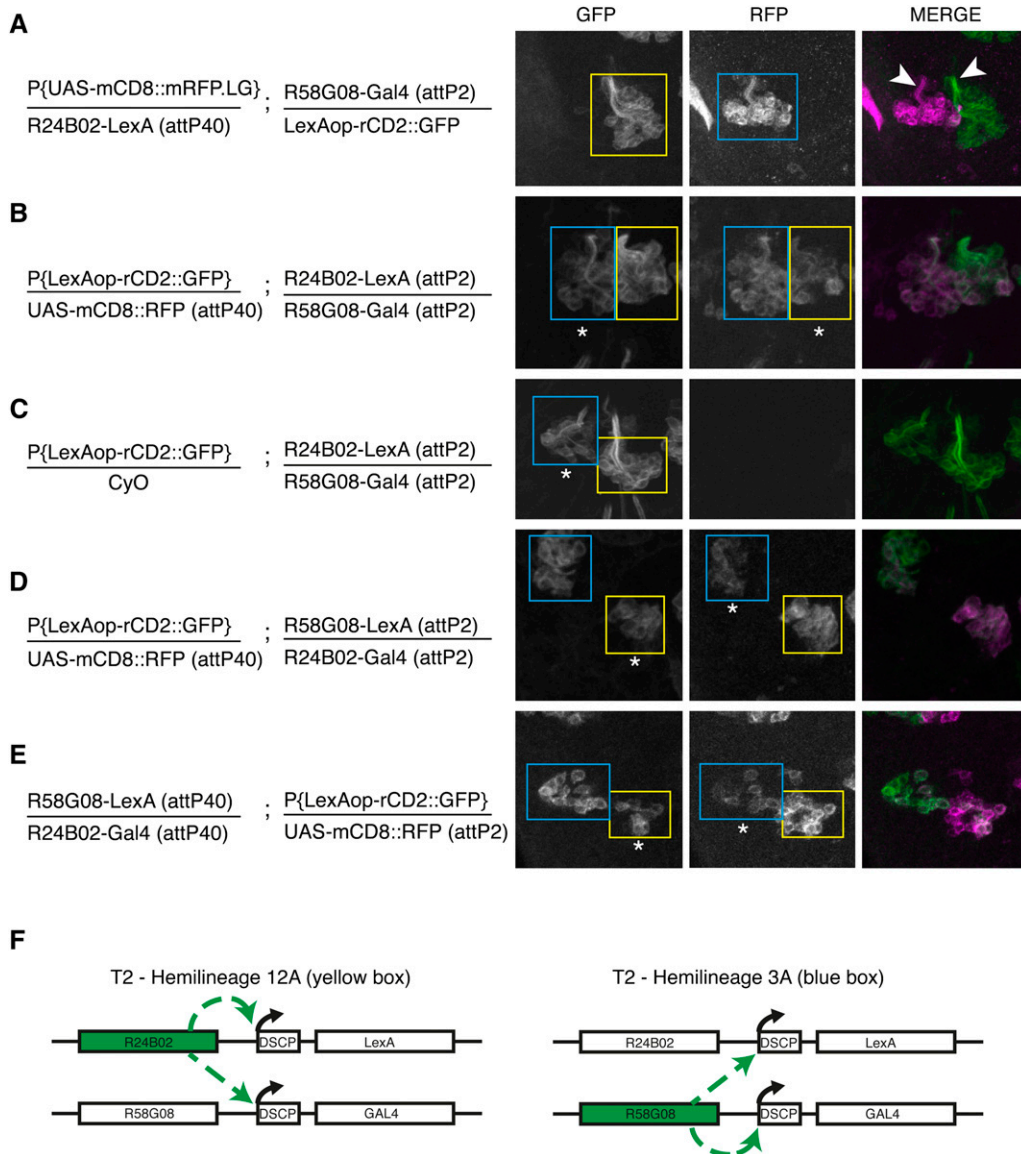 GFP RFP MERGE
A
P{UAS-mCD8::mRFP.LG} ; R58G08-Gal4 (attP2)
R24B02-LexA (attP40) LexAop-rCD2::GFP
B
P{LexAop-rCD2::GFP} ; R24B02-LexA (attP2)
UAS-mCD8::RFP (attP40) R58G08-Gal4 (attP2)
* *
C
P{LexAop-rCD2::GFP} ; R24B02-LexA (attP2)
CyO R58G08-Gal4 (attP2)
*
D
P{LexAop-rCD2::GFP} ; R58G08-LexA (attP2)
UAS-mCD8::RFP (attP40) R24B02-Gal4 (attP2)
* *
E
R58G08-LexA (attP40) ; P{LexAop-rCD2::GFP}
R24B02-Gal4 (attP40) UAS-mCD8::RFP (attP2)
* *
F
T2 - Hemilineage 12A (yellow box) T2 - Hemilineage 3A (blue box)
R24B02 DSCP LexA R24B02 DSCP LexA
R58G08 DSCP GAL4 R58G08 DSCP GAL4